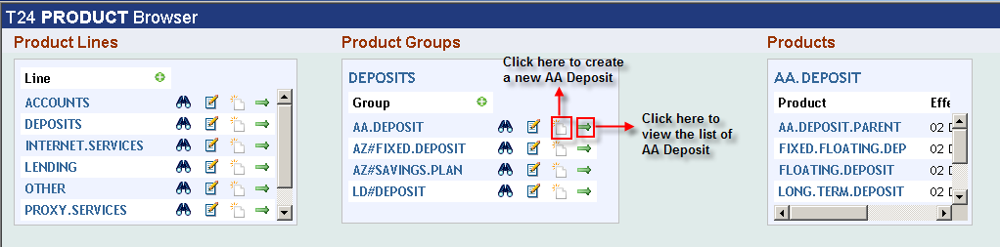 T24 PRODUCT Browser
Product Lines
Line
ACCOUNTS
DEPOSITS
INTERNET.SERVICES
LENDING
OTHER
PROXY.SERVICES
Product Groups
DEPOSITS
Group
AA.DEPOSIT
AZ#FIXED.DEPOSIT
AZ#SAVINGS.PLAN
LD#DEPOSIT
Click here to create
a new AA Deposit
Click here to
view the list of
AA Deposit
Products
AA.DEPOSIT
Product Effe
AA.DEPOSIT.PARENT 02 D
FIXED.FLOATING.DEP 02 D
FLOATING.DEPOSIT 02 D
LONG.TERM.DEPOSIT 02 D